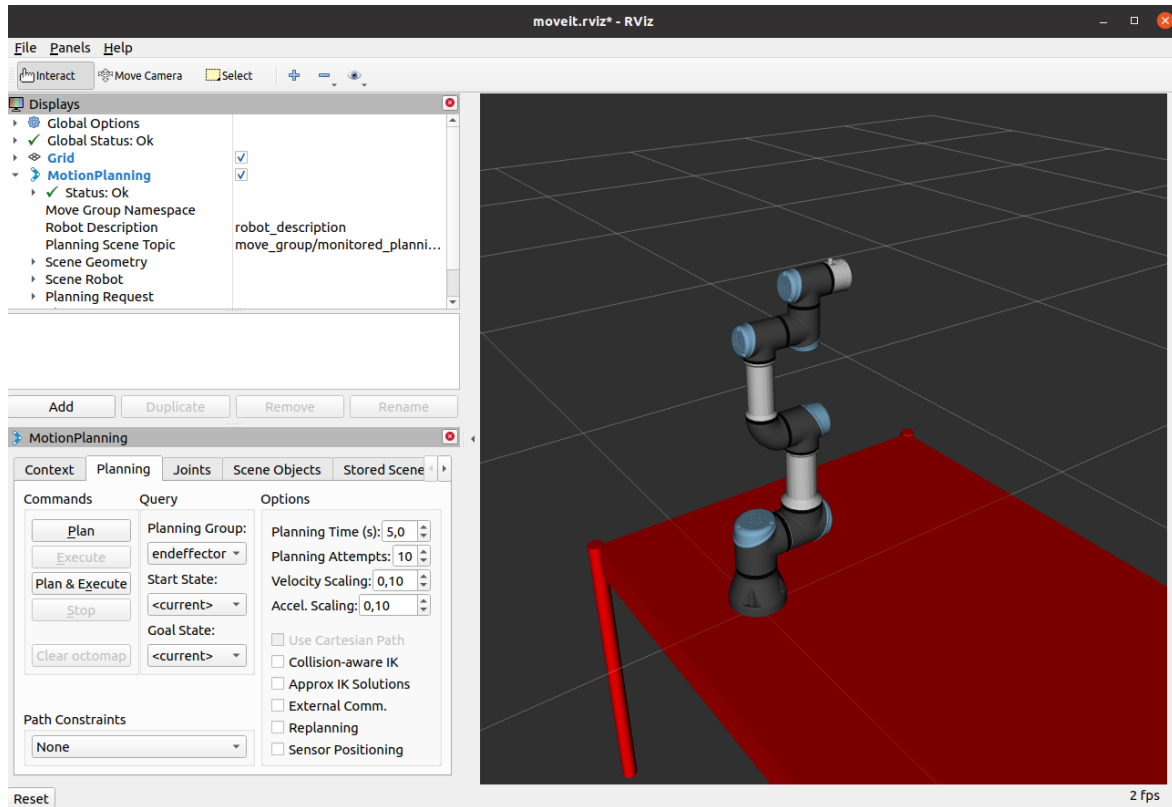 moveit.rviz* - RViz
File Panels Help
Interact Move Camera Select
Displays
Global Options
Global Status: Ok
Grid
MotionPlanning
Status: Ok
Move Group Namespace
Robot Description robot_description
Planning Scene Topic move_group/monitored_planni...
Scene Geometry
Scene Robot
Planning Request
Add Duplicate Remove Rename
MotionPlanning
Context Planning Joints Scene Objects Stored Scene
Commands Query Options
Plan Planning Group: Planning Time (s): 5,0
Execute endeffector Planning Attempts: 10
Plan & Execute Start State: Velocity Scaling: 0,10
Stop <current> Accel. Scaling: 0,10
Goal State:
Clear octomap <current> Use Cartesian Path
Collision-aware IK
Approx IK Solutions
External Comm.
Path Constraints Replanning
None Sensor Positioning
Reset 2 fps